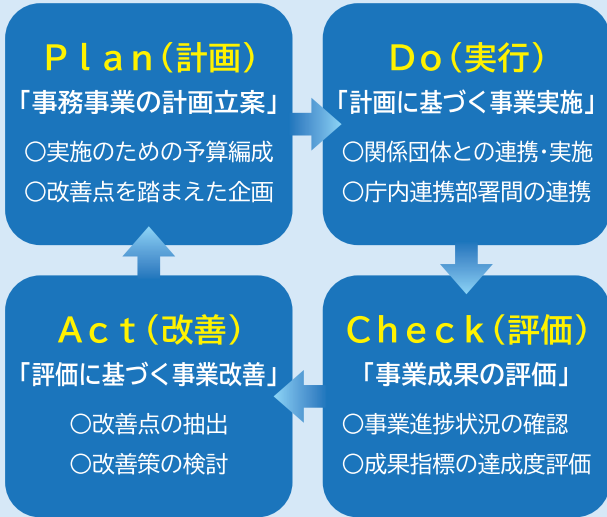 Plan(計画)
「事務事業の計画立案」
○実施のための予算編成
○改善点を踏まえた企画
Do(実行)
「計画に基づく事業実施」
○関係団体との連携・実施
○庁内連携部署間の連携
Act(改善)
「評価に基づく事業改善」
○改善点の抽出
○改善策の検討
Check(評価)
「事業成果の評価」
○事業進捗状況の確認
○成果指標の達成度評価